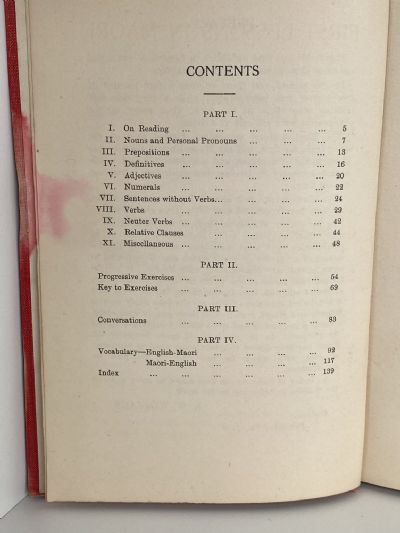 CONTENTS
PART I.
I. On Reading ... ... ... ... ... 5
II. Nouns and Personal Pronouns ... ... ... 7
III. Prepositions ... ... ... ... ... 13
IV. Definitives ... ... ... ... ... 16
V. Adjectives ... ... ... ... ... 20
VI. Numerals ... ... ... ... ... 22
VII. Sentences without Verbs... ... ... ... 24
VIII. Verbs ... ... ... ... ... 29
IX. Neuter Verbs ... ... ... ... ... 42
X. Relative Clauses ... ... ... ... 44
XI. Miscellaneous ... ... ... ... ... 48
PART II.
Progressive Exercises ... ... ... ... ... 54
Key to Exercises ... ... ... ... ... 69
PART III.
Conversations ... ... ... ... ... 83
PART IV.
Vocabulary—English-Maori ... ... ... ... 92
Maori-English ... ... ... ... 117
Index ... ... ... ... ... ... 139